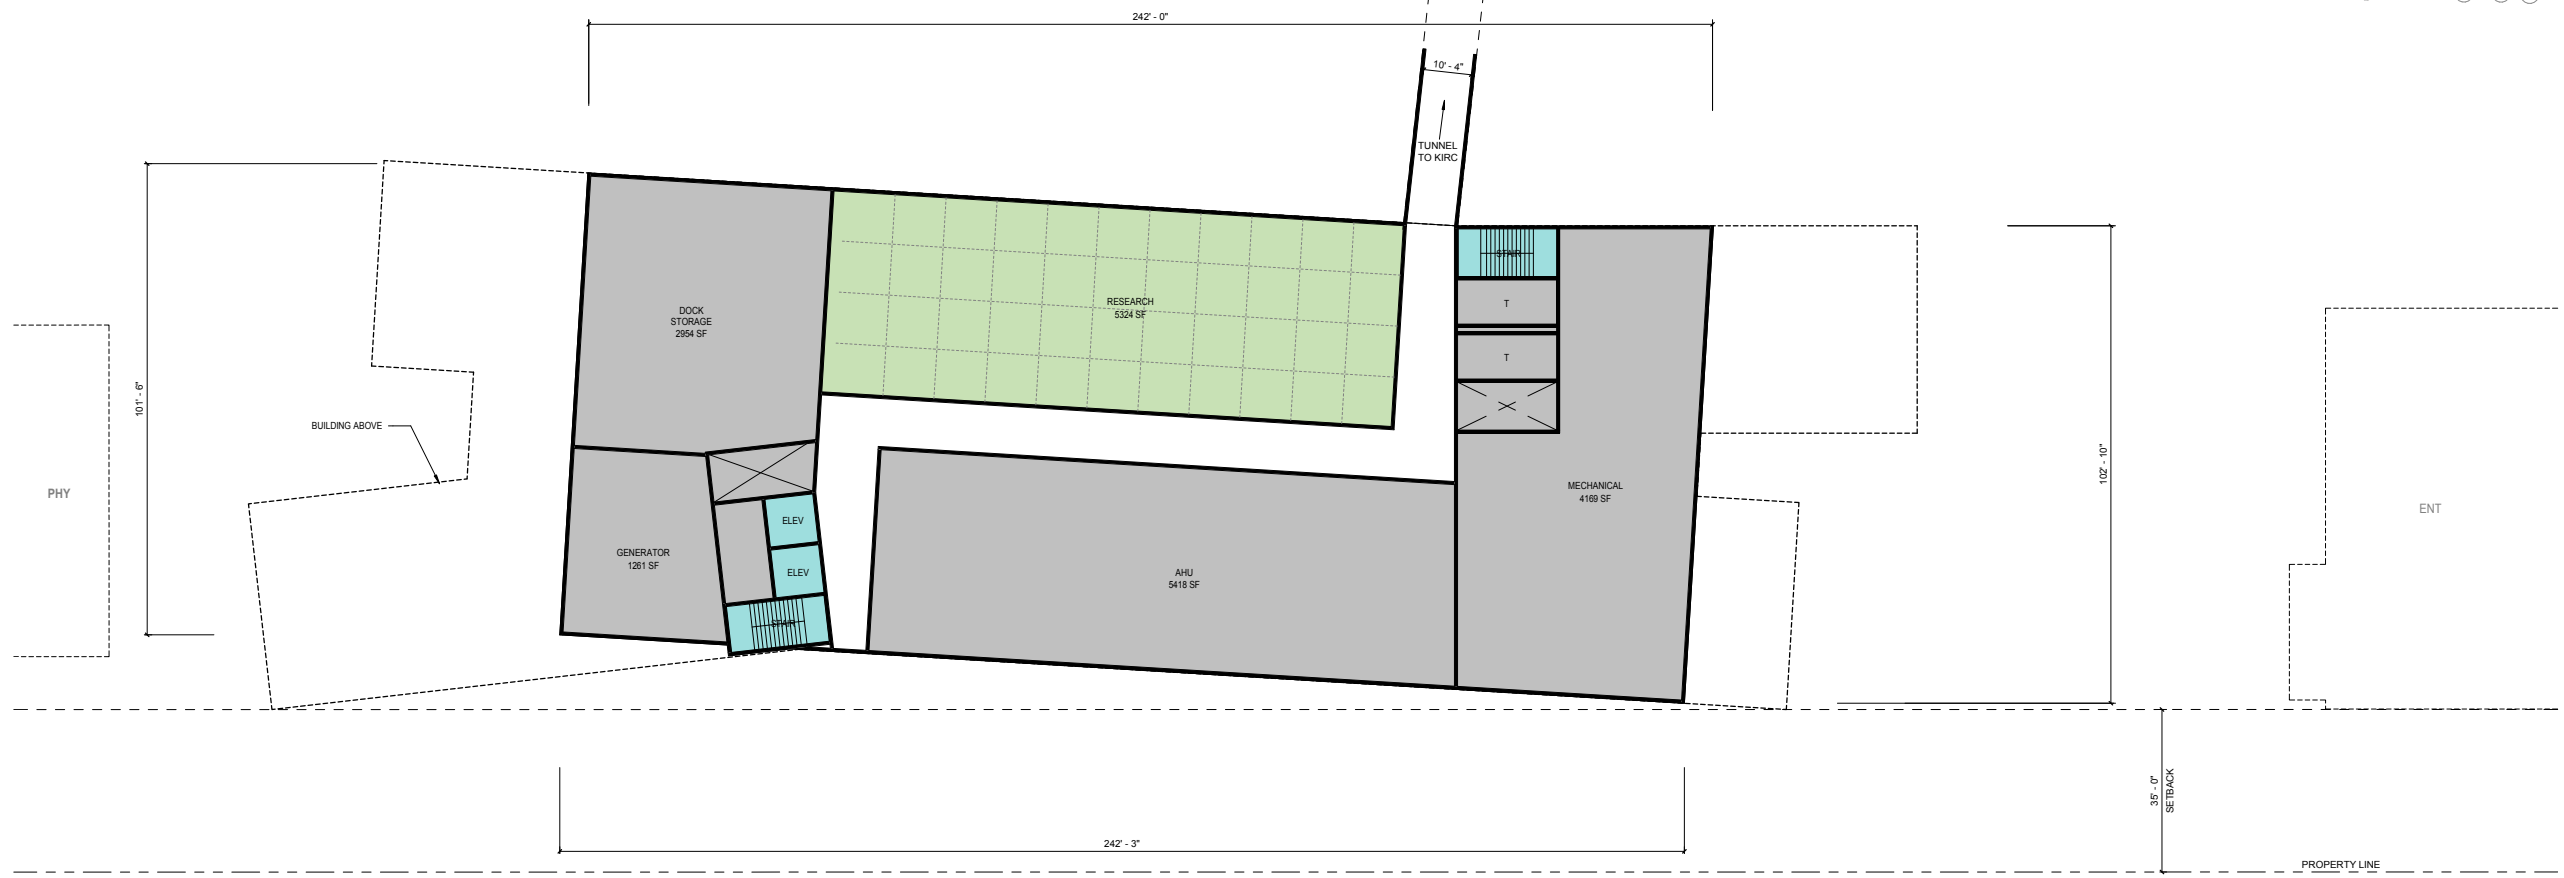 242' - 0"
10' - 4"
TUNNEL
TO KIRC
STAIR
DOCK
STORAGE
2954 SF
RESEARCH
5324 SF
T
T
101' - 6"
BUILDING ABOVE
PHY
MECHANICAL
4169 SF
102' - 10"
ENT
ELEV
GENERATOR
1261 SF
ELEV
AHU
5418 SF
STAIR
35' - 0"
SETBACK
242' - 3"
PROPERTY LINE